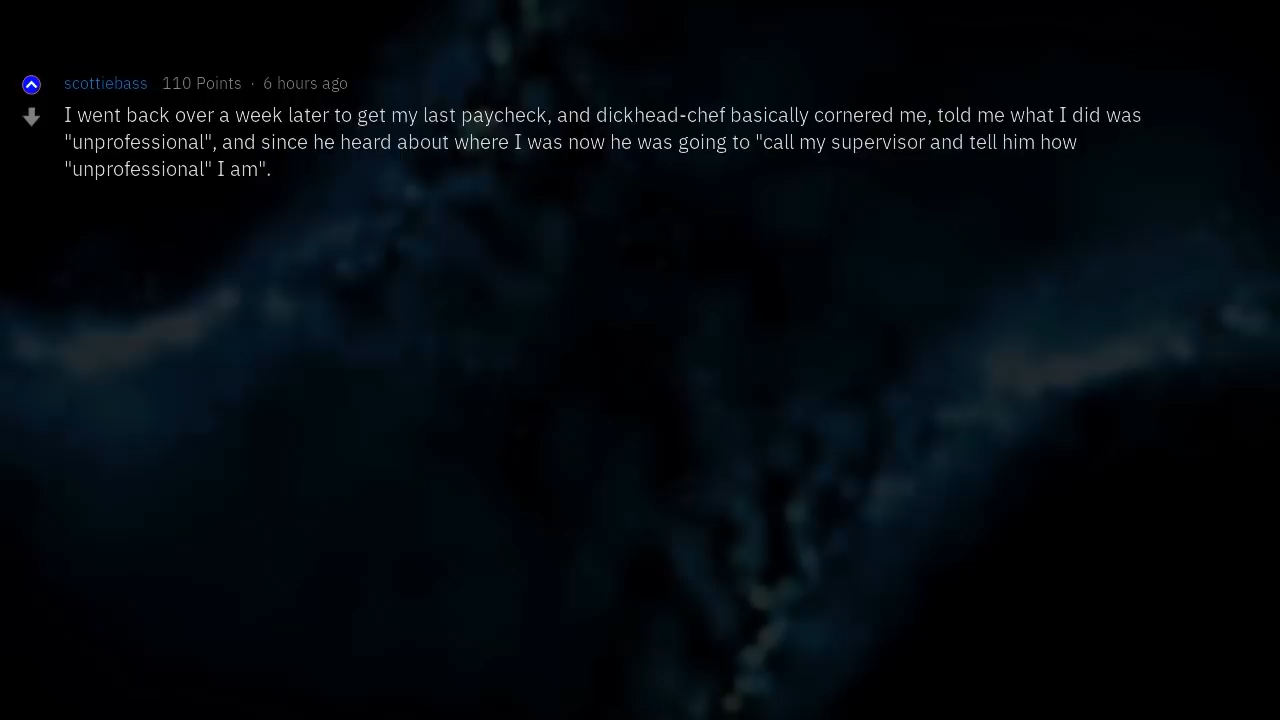 scottiebass 110 Points · 6 hours ago
I went back over a week later to get my last paycheck, and dickhead-chef basically cornered me, told me what I did was
"unprofessional", and since he heard about where I was now he was going to "call my supervisor and tell him how
"unprofessional" I am".